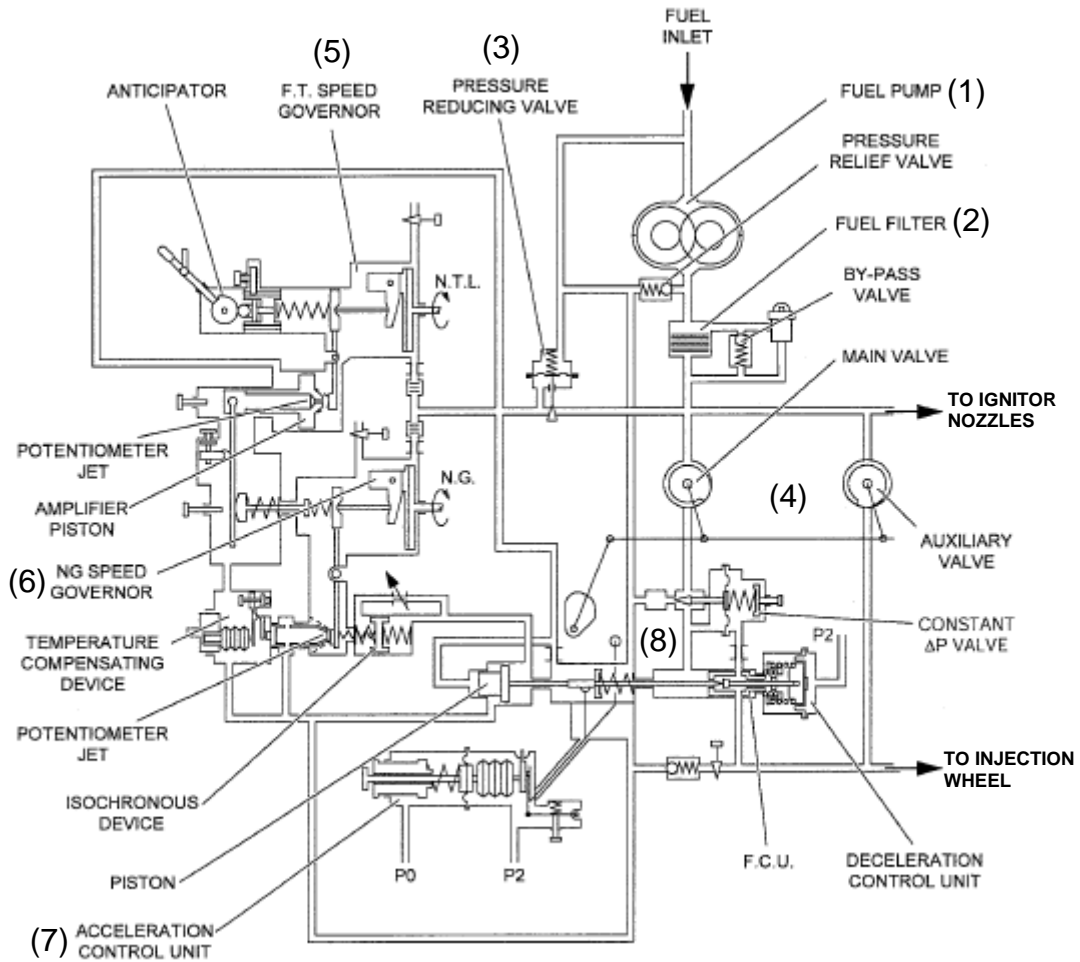 FUEL
INLET
(5)
(3)
ANTICIPATOR
F.T. SPEED
GOVERNOR
PRESSURE
REDUCING VALVE
FUEL PUMP (1)
PRESSURE
RELIEF VALVE
FUEL FILTER (2)
BY-PASS
VALVE
N.T.L.
MAIN VALVE
TO IGNITOR
NOZZLES
POTENTIOMETER
JET
AMPLIFIER
PISTON
N.G.
(4)
AUXILIARY
VALVE
(6) NG SPEED
GOVERNOR
CONSTANT
ΔP VALVE
TEMPERATURE
COMPENSATING
DEVICE
(8)
P2
POTENTIOMETER
JET
TO INJECTION
WHEEL
ISOCHRONOUS
DEVICE
PISTON
P0
P2
F.C.U.
DECELERATION
CONTROL UNIT
(7) ACCELERATION
CONTROL UNIT